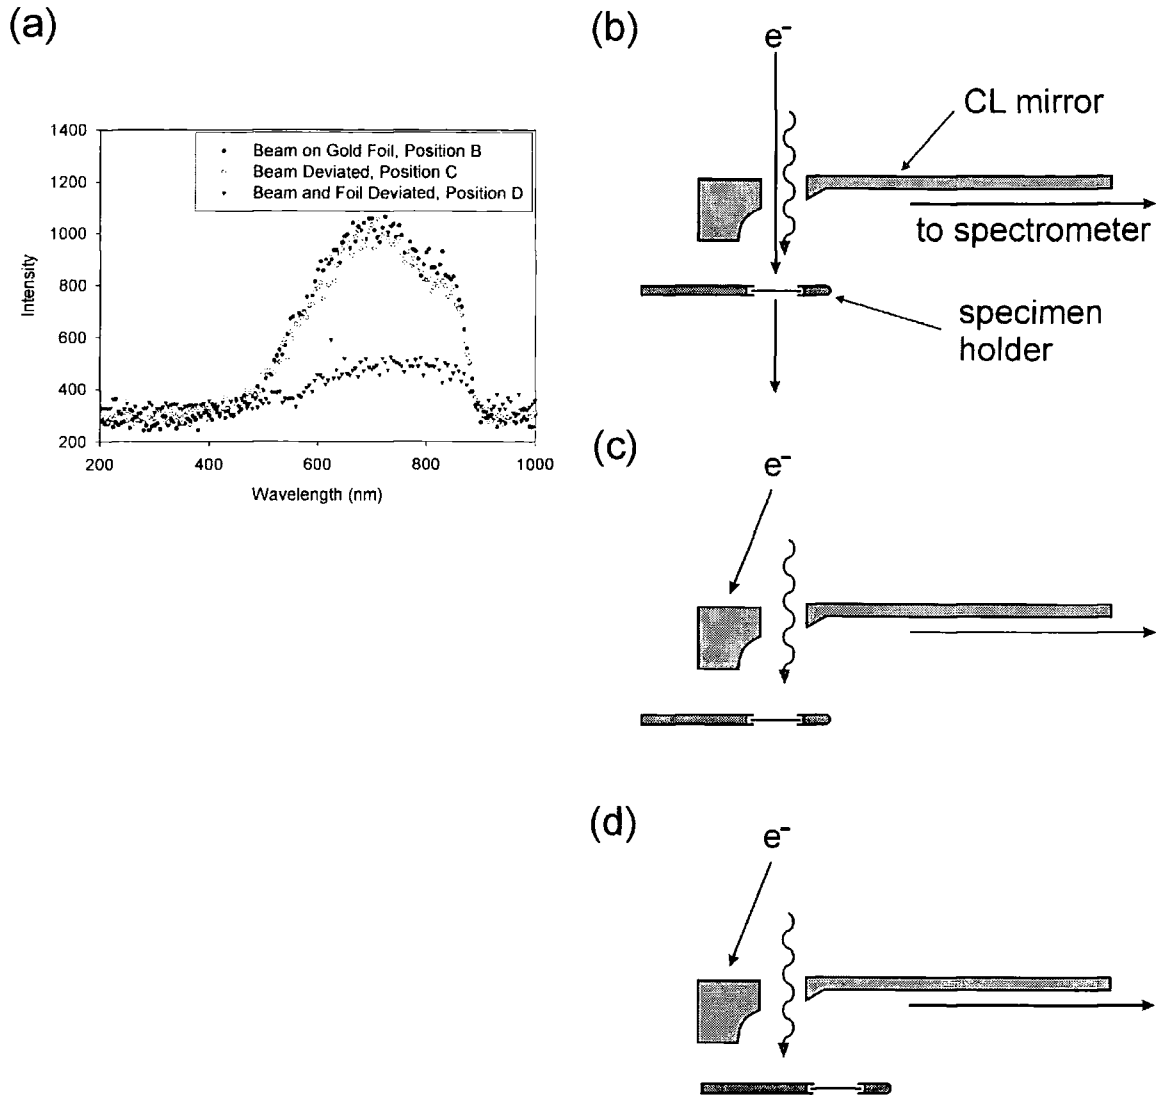 (a)
1400
1200
1000
800
600
400
200
Intensity
200 400 600 800 1000
Wavelength (nm)
Beam on Gold Foil, Position B
Beam Deviated, Position C
Beam and Foil Deviated, Position D
(b)
e⁻
CL mirror
to spectrometer
specimen
holder
(c)
e⁻
(d)
e⁻